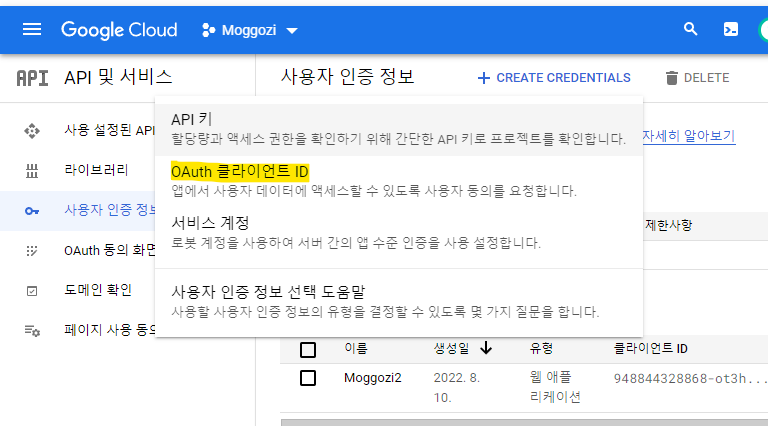 Google Cloud Moggozi
API API 및 서비스
사용자 인증 정보 + CREATE CREDENTIALS DELETE
사용 설정된 API
라이브러리
사용자 인증 정보
OAuth 동의 화면
도메인 확인
페이지 사용 동의
API 키
할당량과 액세스 권한을 확인하기 위해 간단한 API 키로 프로젝트를 확인합니다.
OAuth 클라이언트 ID
앱에서 사용자 데이터에 액세스할 수 있도록 사용자 동의를 요청합니다.
서비스 계정
로봇 계정을 사용하여 서버 간의 앱 수준 인증을 사용 설정합니다.
사용자 인증 정보 선택 도움말
사용할 사용자 인증 정보의 유형을 결정할 수 있도록 몇 가지 질문을 합니다.
자세히 알아보기
제한사항
이름 생성일 유형 클라이언트 ID
Moggozi2 2022. 8. 웹 애플 948844328868-ot3h...
10. 리케이션